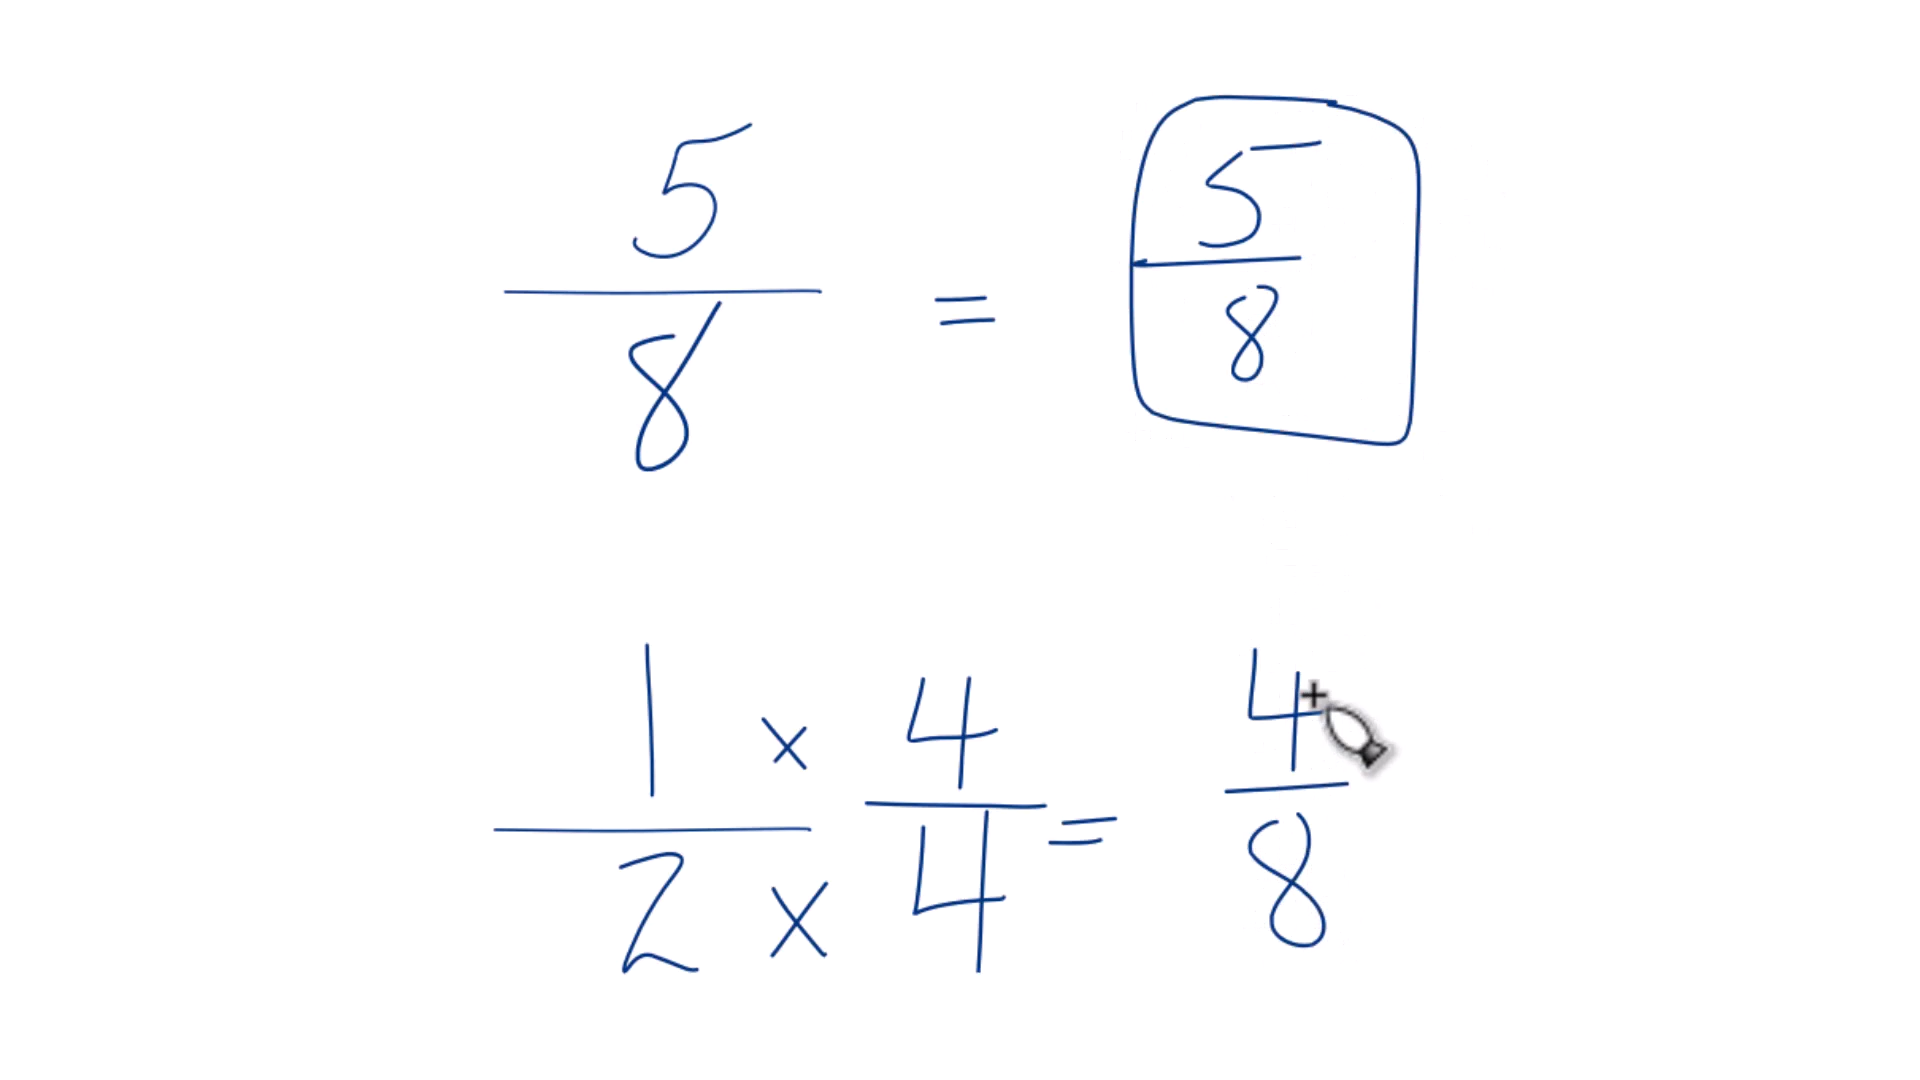 5/8 = 5/8
1 × 4 / 2 × 4 = 4/8